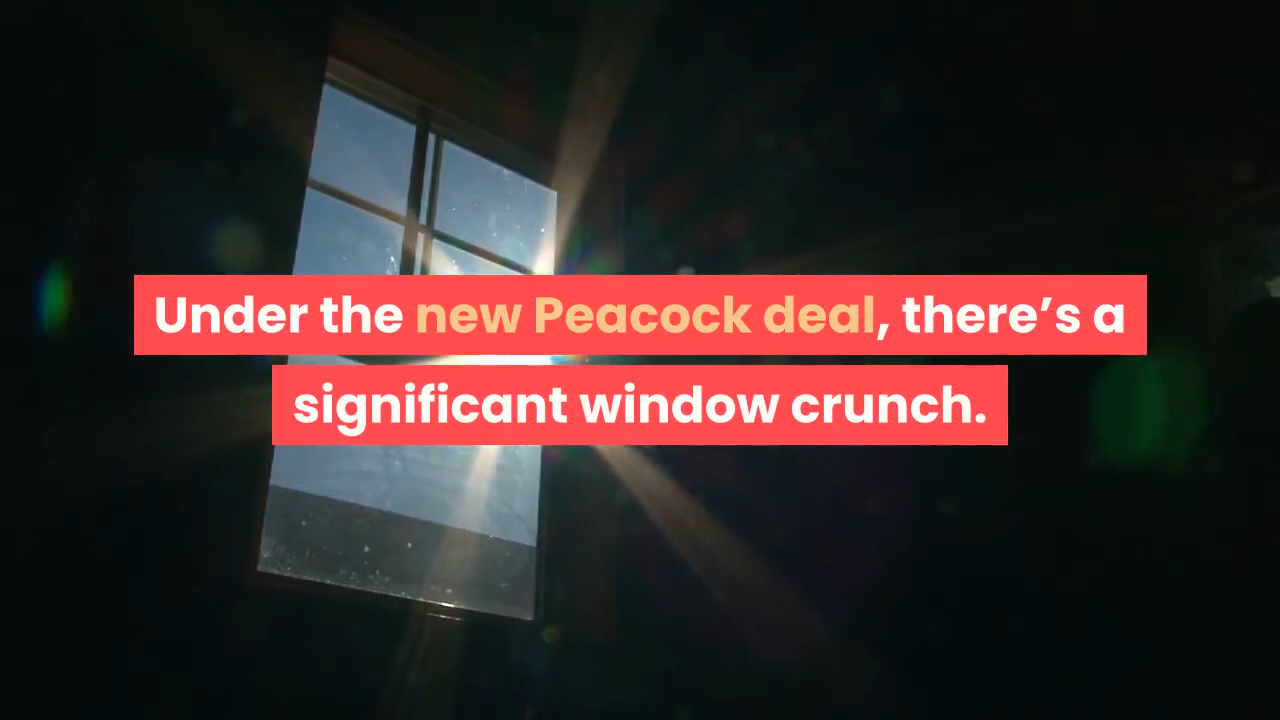 Under the new Peacock deal, there’s a
significant window crunch.